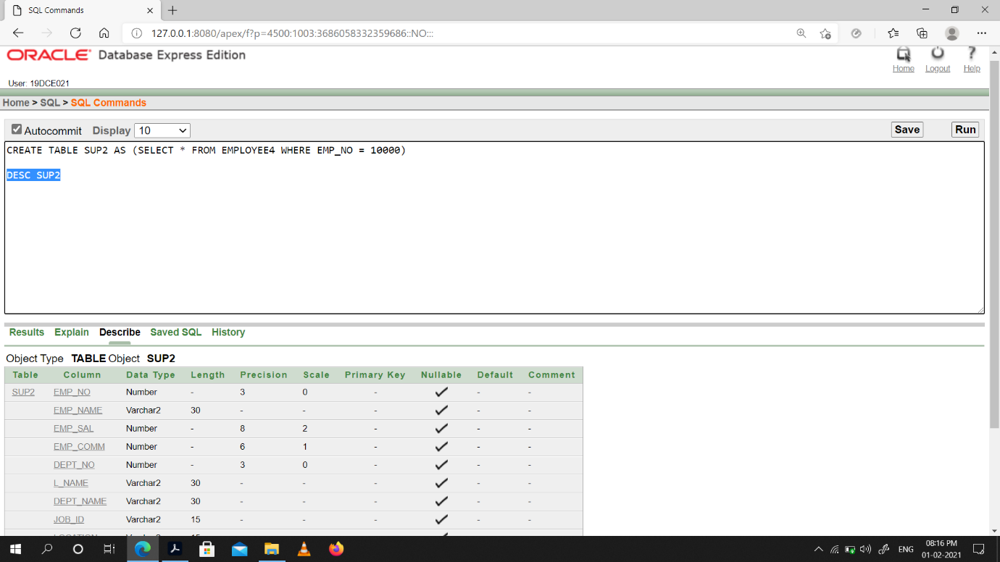 SQL Commands
127.0.0.1:8080/apex/f?p=4500:1003:3686058332359686::NO:::
ORACLE Database Express Edition
Home Logout Help
User: 19DCE021
Home > SQL > SQL Commands
Autocommit Display 10 Save Run
CREATE TABLE SUP2 AS (SELECT * FROM EMPLOYEE4 WHERE EMP_NO = 10000)
DESC SUP2
Results Explain Describe Saved SQL History
Object Type TABLE Object SUP2
Table Column Data Type Length Precision Scale Primary Key Nullable Default Comment
SUP2 EMP_NO Number - 3 0 - - -
EMP_NAME Varchar2 30 - - - - -
EMP_SAL Number - 8 2 - - -
EMP_COMM Number - 6 1 - - -
DEPT_NO Number - 3 0 - - -
L_NAME Varchar2 30 - - - - -
DEPT_NAME Varchar2 30 - - - - -
JOB_ID Varchar2 15 - - - - -
ENG 08:16 PM
01-02-2021